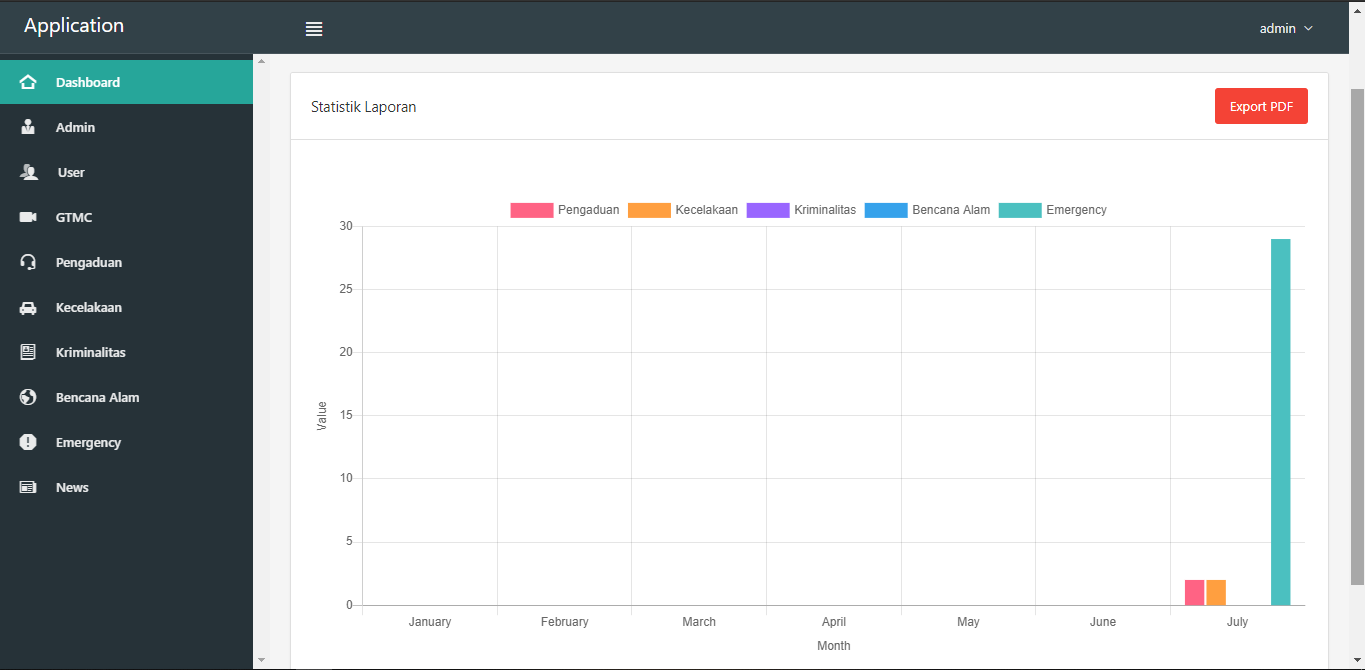 Application
admin
Dashboard
Admin
User
GTMC
Pengaduan
Kecelakaan
Kriminalitas
Bencana Alam
Emergency
News
Statistik Laporan
Export PDF
Pengaduan Kecelakaan Kriminalitas Bencana Alam Emergency
30
25
20
15
10
5
0
Value
January February March April May June July
Month